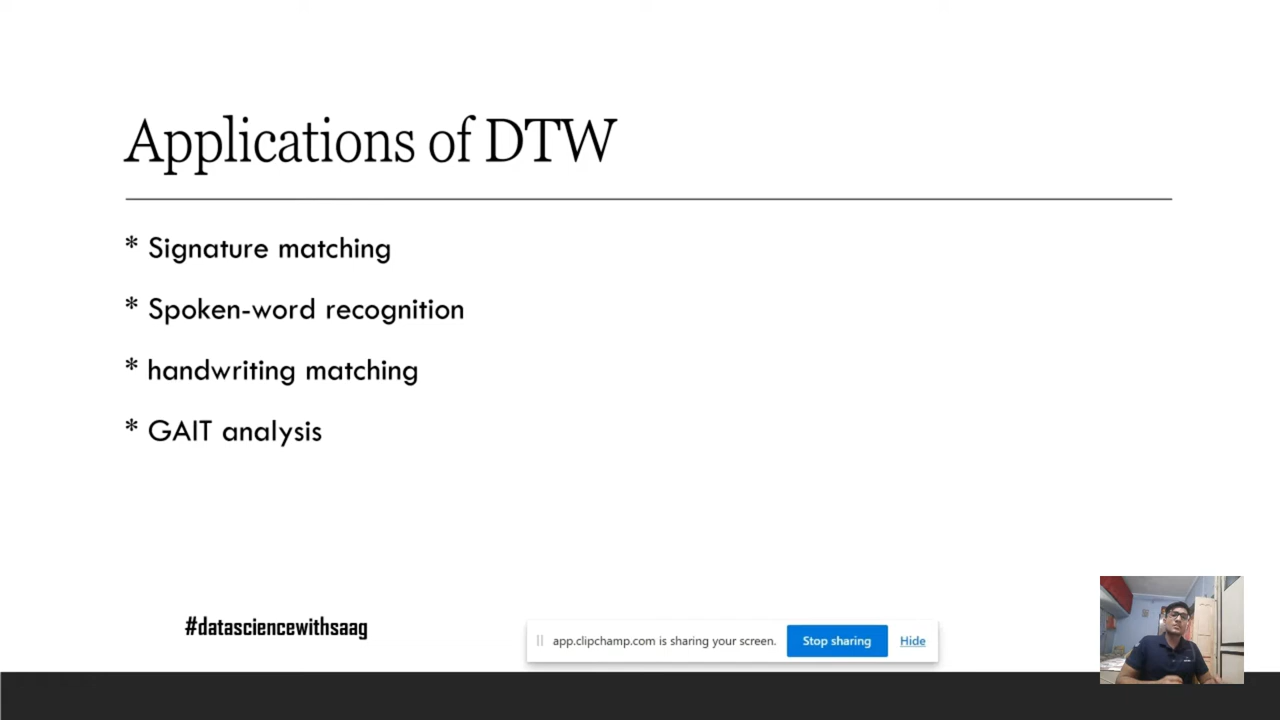 Applications of DTW
* Signature matching
* Spoken-word recognition
* handwriting matching
* GAIT analysis
#datasciencewithsaag
app.clipchamp.com is sharing your screen. Stop sharing Hide